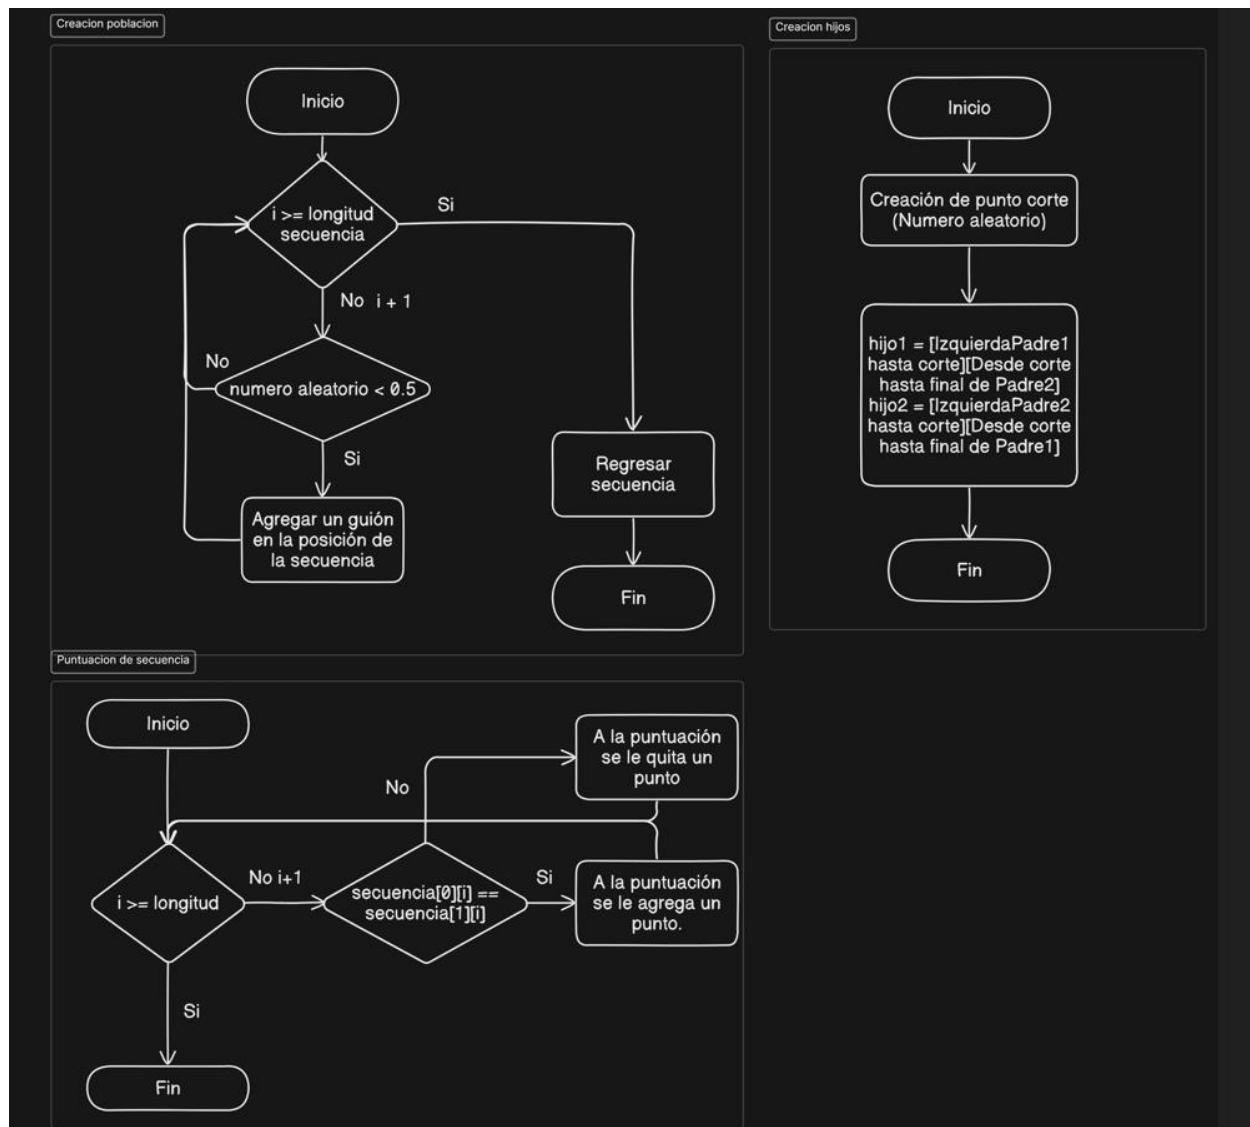 Creacion poblacion
Inicio
i >= longitud
secuencia
Si
No i + 1
No
numero aleatorio < 0.5
Si
Agregar un guión
en la posición de
la secuencia
Regresar
secuencia
Fin
Creacion hijos
Inicio
Creación de punto corte
(Numero aleatorio)
hijo1 = [IzquierdaPadre1
hasta corte][Desde corte
hasta final de Padre2]
hijo2 = [IzquierdaPadre2
hasta corte][Desde corte
hasta final de Padre1]
Fin
Puntuacion de secuencia
Inicio
i >= longitud
No i+1
secuencia[0][i] ==
secuencia[1][i]
No
A la puntuación
se le quita un
punto
Si
A la puntuación
se le agrega un
punto.
Si
Fin